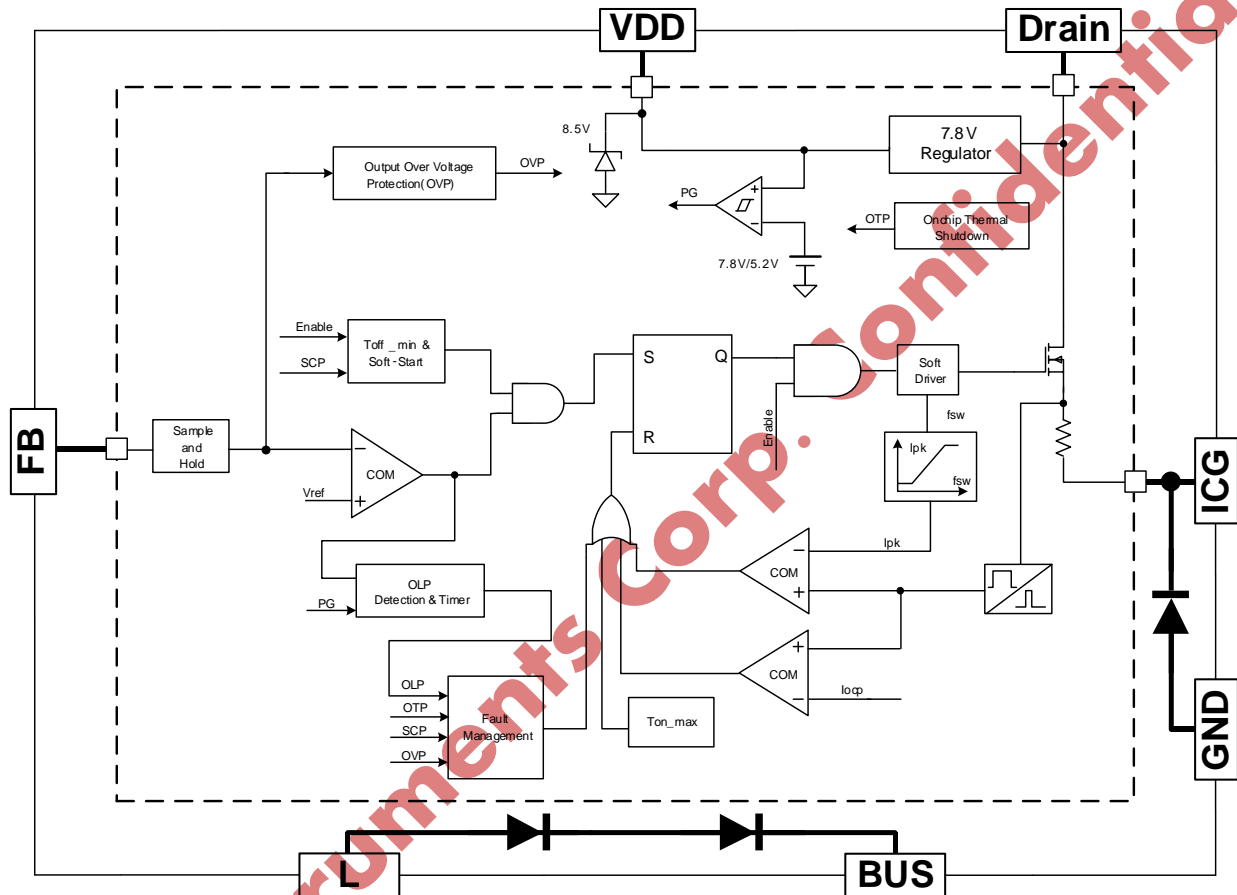 VDD
Drain
8.5V
7.8V
Regulator
Output Over Voltage
Protection(OVP)
OVP
PG
+
−
OTP
Onchip Thermal
Shutdown
7.8V/5.2V
Enable
SCP
Toff_min &
Soft-Start
S
Q
R
Enable
Soft
Driver
fsw
Ipk
fsw
FB
Sample
and
Hold
−
COM
+
Vref
ICG
Ipk
−
COM
+
OLP
Detection & Timer
PG
+
COM
−
Iocp
OLP
OTP
SCP
OVP
Fault
Management
Ton_max
GND
L
BUS
ruments Corp. Confidential